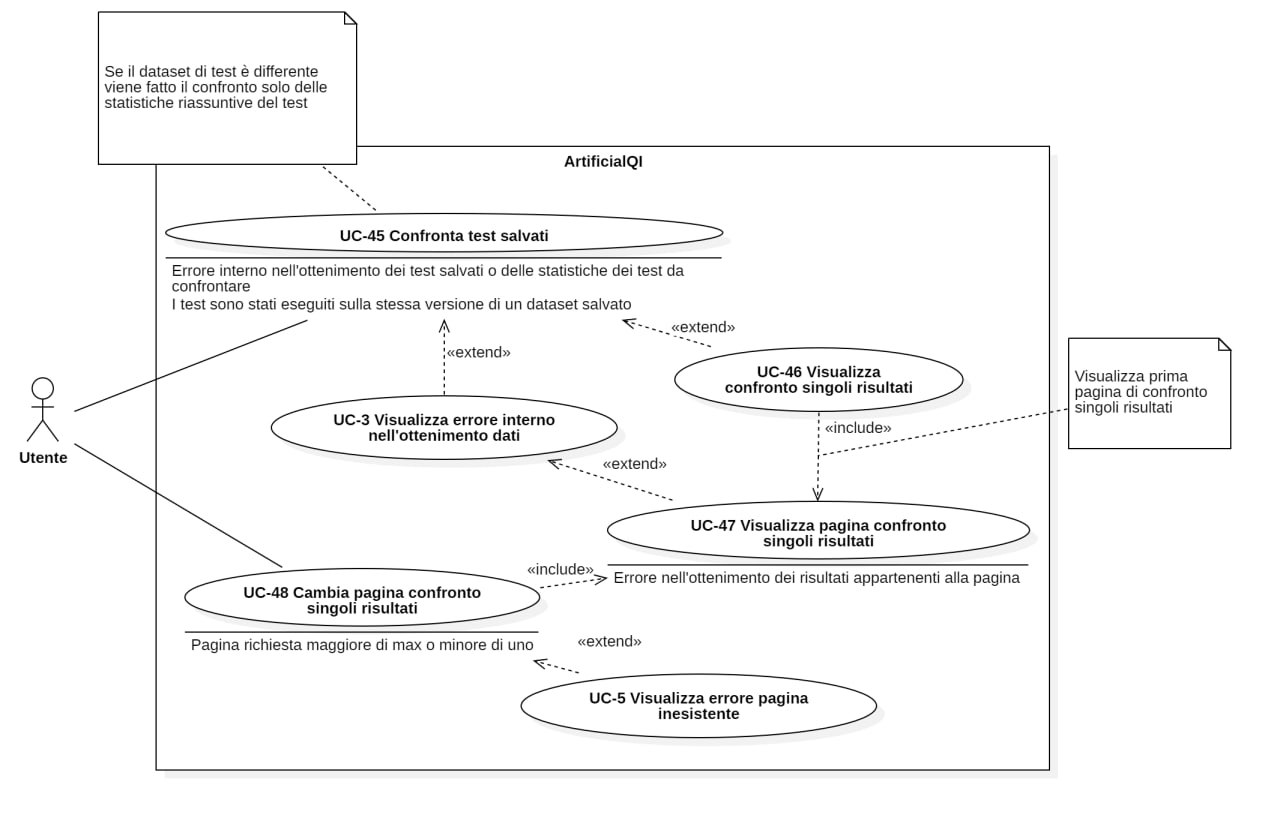 Se il dataset di test è differente
viene fatto il confronto solo delle
statistiche riassuntive del test
ArtificialQI
UC-45 Confronta test salvati
Errore interno nell'ottenimento dei test salvati o delle statistiche dei test da
confrontare
I test sono stati eseguiti sulla stessa versione di un dataset salvato
«extend»
«extend»
UC-46 Visualizza
confronto singoli risultati
Visualizza prima
pagina di confronto
singoli risultati
UC-3 Visualizza errore interno
nell'ottenimento dati
«include»
Utente
«extend»
UC-47 Visualizza pagina confronto
singoli risultati
«include»
Errore nell'ottenimento dei risultati appartenenti alla pagina
UC-48 Cambia pagina confronto
singoli risultati
Pagina richiesta maggiore di max o minore di uno
«extend»
UC-5 Visualizza errore pagina
inesistente